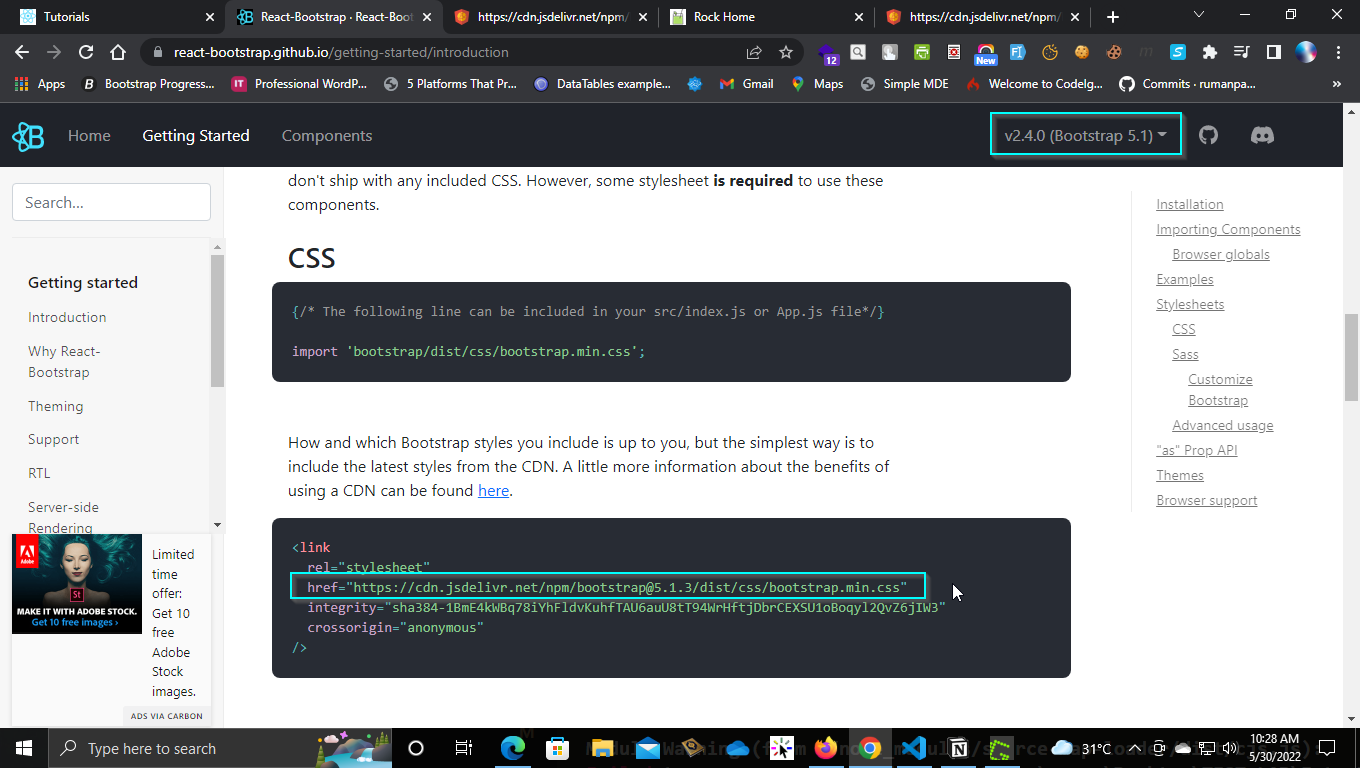 Tutorials
React-Bootstrap · React-Boot
https://cdn.jsdelivr.net/npm/
Rock Home
https://cdn.jsdelivr.net/npm/
react-bootstrap.github.io/getting-started/introduction
12
New
Apps
Bootstrap Progress...
Professional WordP...
5 Platforms That Pr...
DataTables example...
Gmail
Maps
Simple MDE
Welcome to CodeIg...
Commits · rumanpa...
»
Home
Getting Started
Components
v2.4.0 (Bootstrap 5.1)
Search...
Getting started
Introduction
Why React-
Bootstrap
Theming
Support
RTL
Server-side
Rendering
St
MAKE IT WITH ADOBE STOCK.
Get 10 free images ›
Limited
time
offer:
Get 10
free
Adobe
Stock
images.
ADS VIA CARBON
don't ship with any included CSS. However, some stylesheet is required to use these
components.
CSS
{/* The following line can be included in your src/index.js or App.js file*/}
import 'bootstrap/dist/css/bootstrap.min.css';
How and which Bootstrap styles you include is up to you, but the simplest way is to
include the latest styles from the CDN. A little more information about the benefits of
using a CDN can be found here.
<link
rel="stylesheet"
href="https://cdn.jsdelivr.net/npm/bootstrap@5.1.3/dist/css/bootstrap.min.css"
integrity="sha384-1BmE4kWBq78iYhFldvKuhfTAU6auU8tT94WrHftjDbrCEXSU1oBoqyl2QvZ6jIW3"
crossorigin="anonymous"
/>
Installation
Importing Components
Browser globals
Examples
Stylesheets
CSS
Sass
Customize
Bootstrap
Advanced usage
"as" Prop API
Themes
Browser support
Type here to search
31°C
10:28 AM
5/30/2022